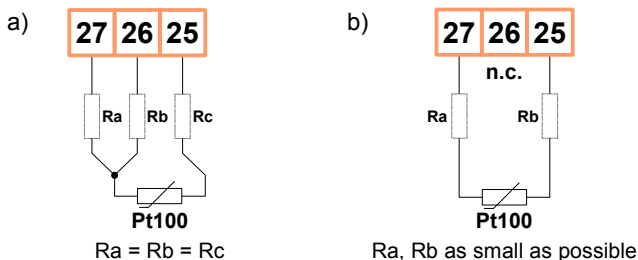 a)
27 26 25
Ra Rb Rc
Pt100
Ra = Rb = Rc
b)
27 26 25
n.c.
Ra Rb
Pt100
Ra, Rb as small as possible